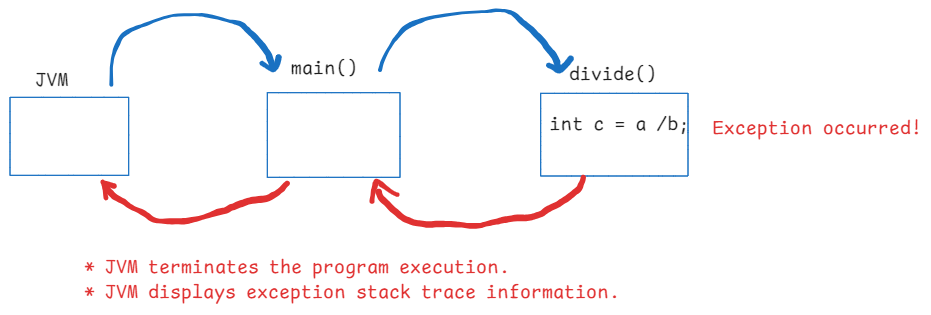 JVM
main()
divide()
int c = a /b;
Exception occurred!
* JVM terminates the program execution.
* JVM displays exception stack trace information.